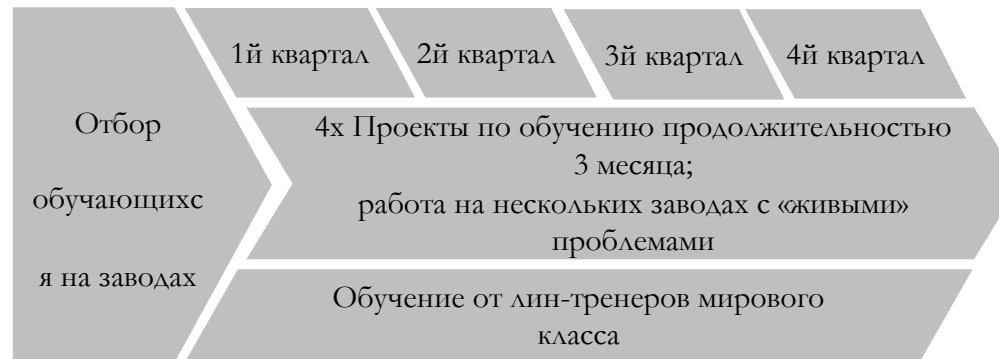 Отбор
обучающихс
я на заводах
1й квартал
2й квартал
3й квартал
4й квартал
4х Проекты по обучению продолжительностью
3 месяца;
работа на нескольких заводах с «живыми»
проблемами
Обучение от лин-тренеров мирового
класса